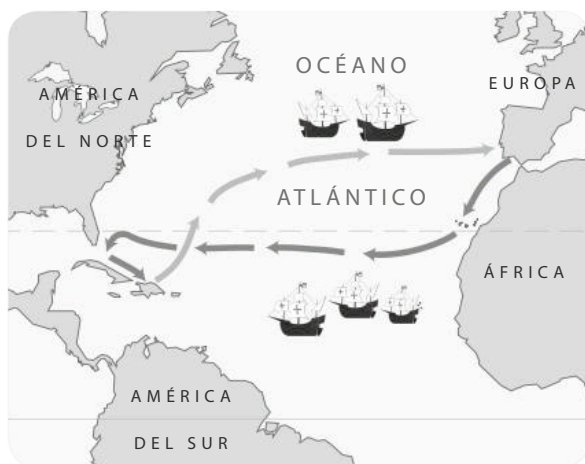 OCÉANO
EUROPA
AMÉRICA
DEL NORTE
ATLÁNTICO
ÁFRICA
AMÉRICA
DEL SUR